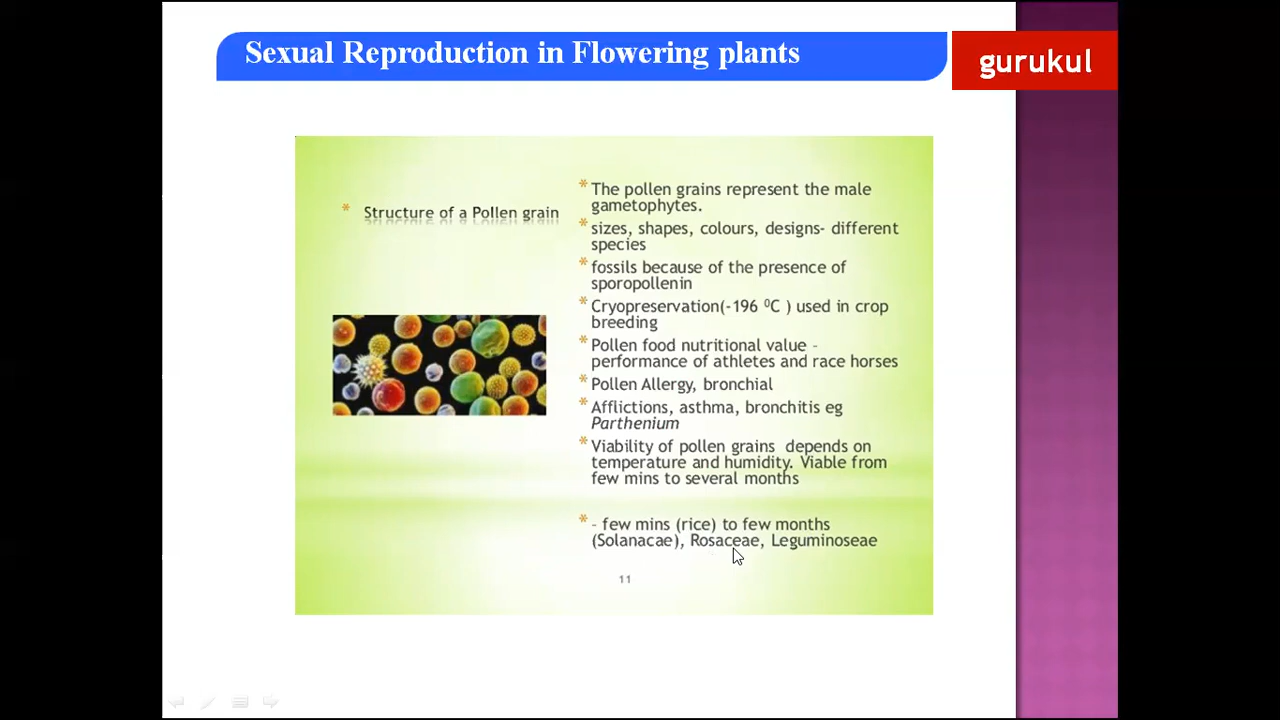 Sexual Reproduction in Flowering plants
gurukul
* Structure of a Pollen grain
* The pollen grains represent the male
gametophytes.
* sizes, shapes, colours, designs- different
species
* fossils because of the presence of
sporopollenin
* Cryopreservation(-196 ⁰C ) used in crop
breeding
* Pollen food nutritional value –
performance of athletes and race horses
* Pollen Allergy, bronchial
* Afflictions, asthma, bronchitis eg
Parthenium
* Viability of pollen grains depends on
temperature and humidity. Viable from
few mins to several months
* – few mins (rice) to few months
(Solanacae), Rosaceae, Leguminoseae
11